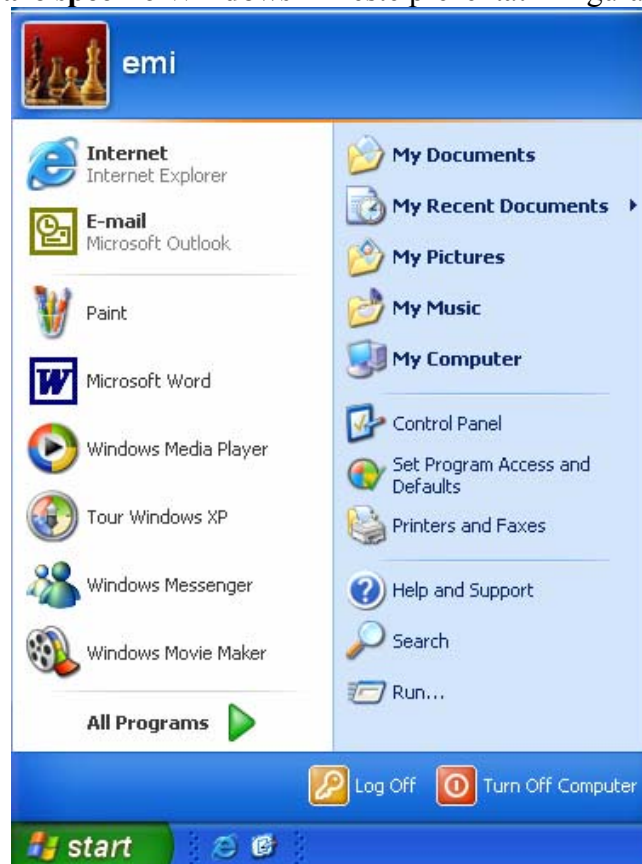 specific Windows
emi
Internet
Internet Explorer
E-mail
Microsoft Outlook
Paint
Microsoft Word
Windows Media Player
Tour Windows XP
Windows Messenger
Windows Movie Maker
All Programs
My Documents
My Recent Documents
My Pictures
My Music
My Computer
Control Panel
Set Program Access and
Defaults
Printers and Faxes
Help and Support
Search
Run...
Log Off
Turn Off Computer
start